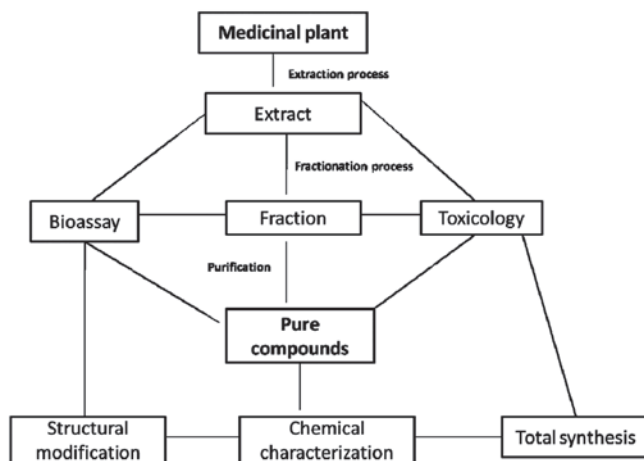 Medicinal plant
Extraction process
Extract
Fractionation process
Bioassay
Fraction
Toxicology
Purification
Pure
compounds
Structural
modification
Chemical
characterization
Total synthesis